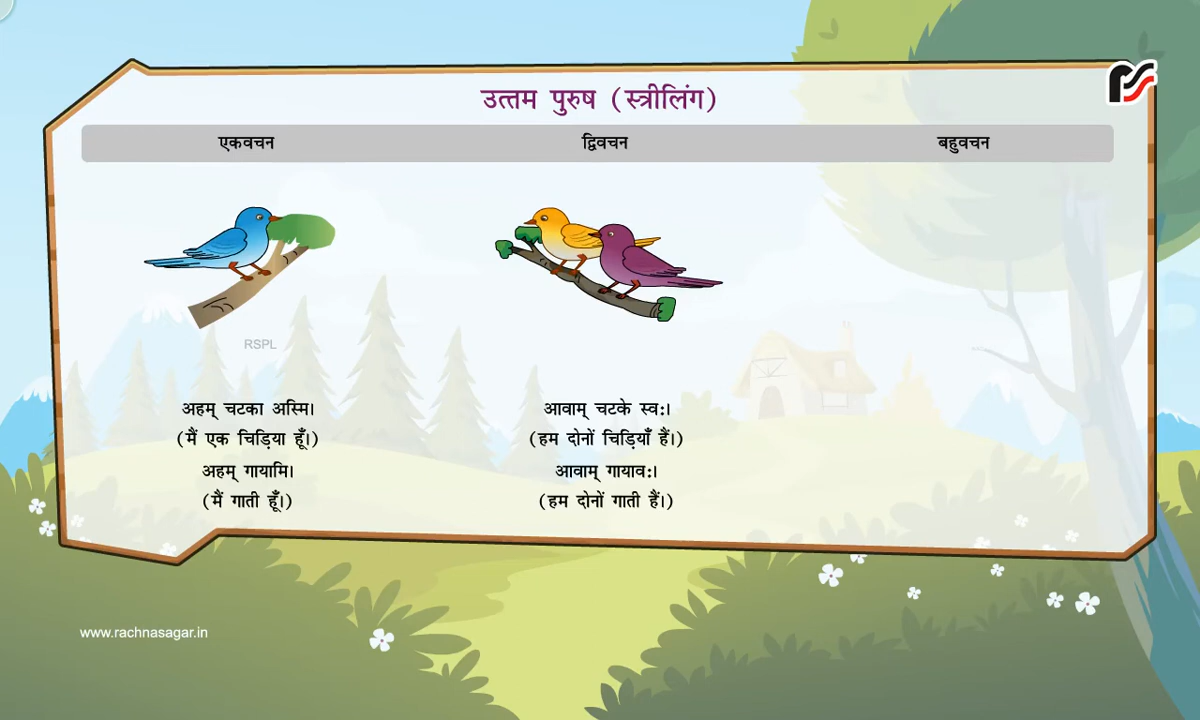 उत्तम पुरुष (स्त्रीलिंग)
एकवचन द्विवचन बहुवचन
RSPL
अहम् चटका अस्मि।
(मैं एक चिड़िया हूँ।)
अहम् गायामि।
(मैं गाती हूँ।)
आवाम् चटके स्व:।
(हम दोनों चिड़ियाँ हैं।)
आवाम् गायाव:।
(हम दोनों गाती हैं।)
www.rachnasagar.in